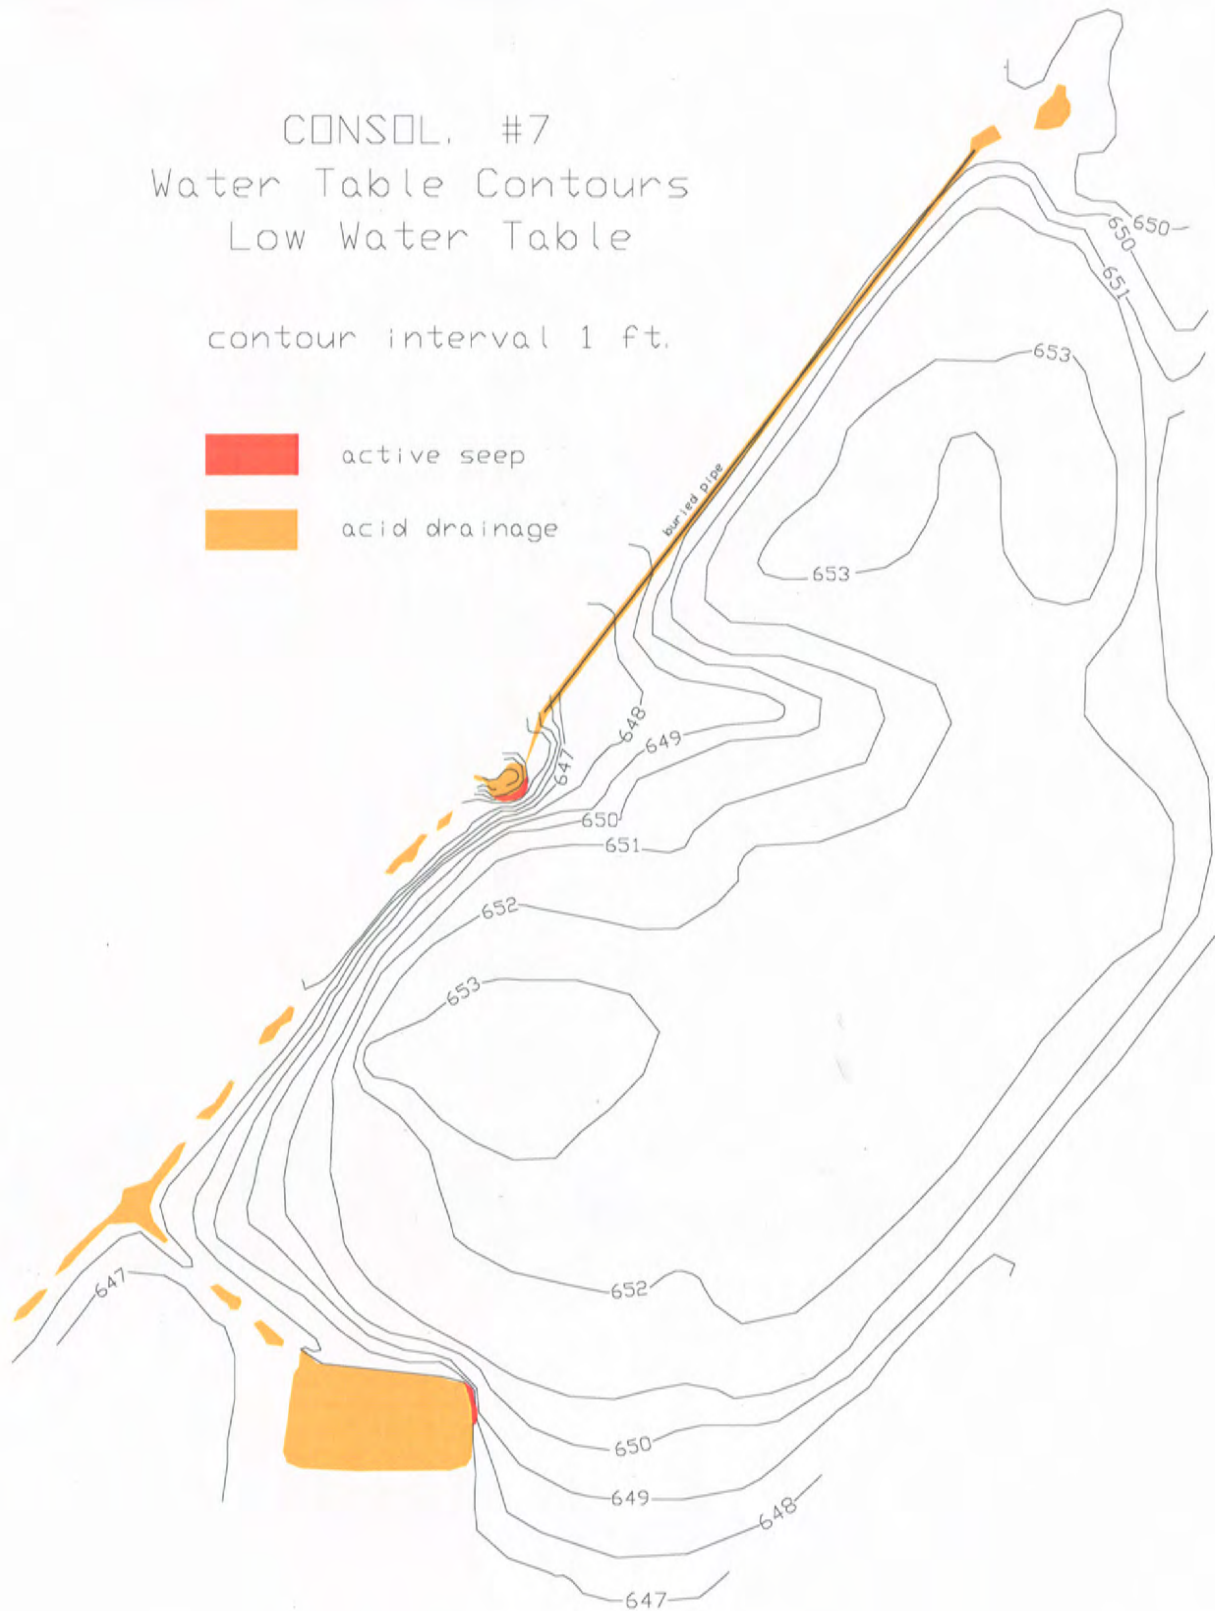 CONSOL. #7
Water Table Contours
Low Water Table
contour interval 1 ft.
active seep
acid drainage
buried pipe
650
650
651
653
653
648
649
647
650
651
652
653
647
652
650
649
648
647